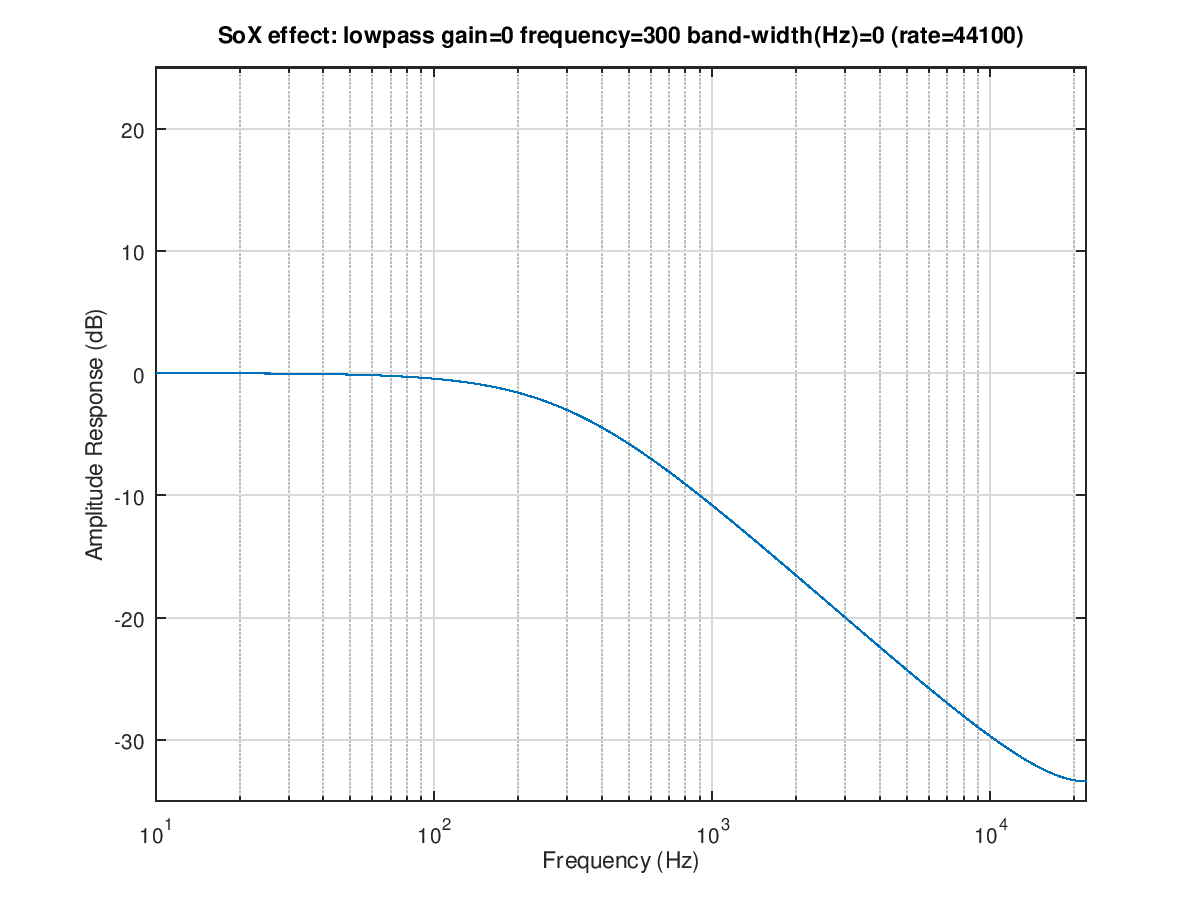 SoX effect: lowpass gain=0 frequency=300 band-width(Hz)=0 (rate=44100)
Amplitude Response (dB)
20
10
0
-10
-20
-30
10^1 10^2 10^3 10^4
Frequency (Hz)